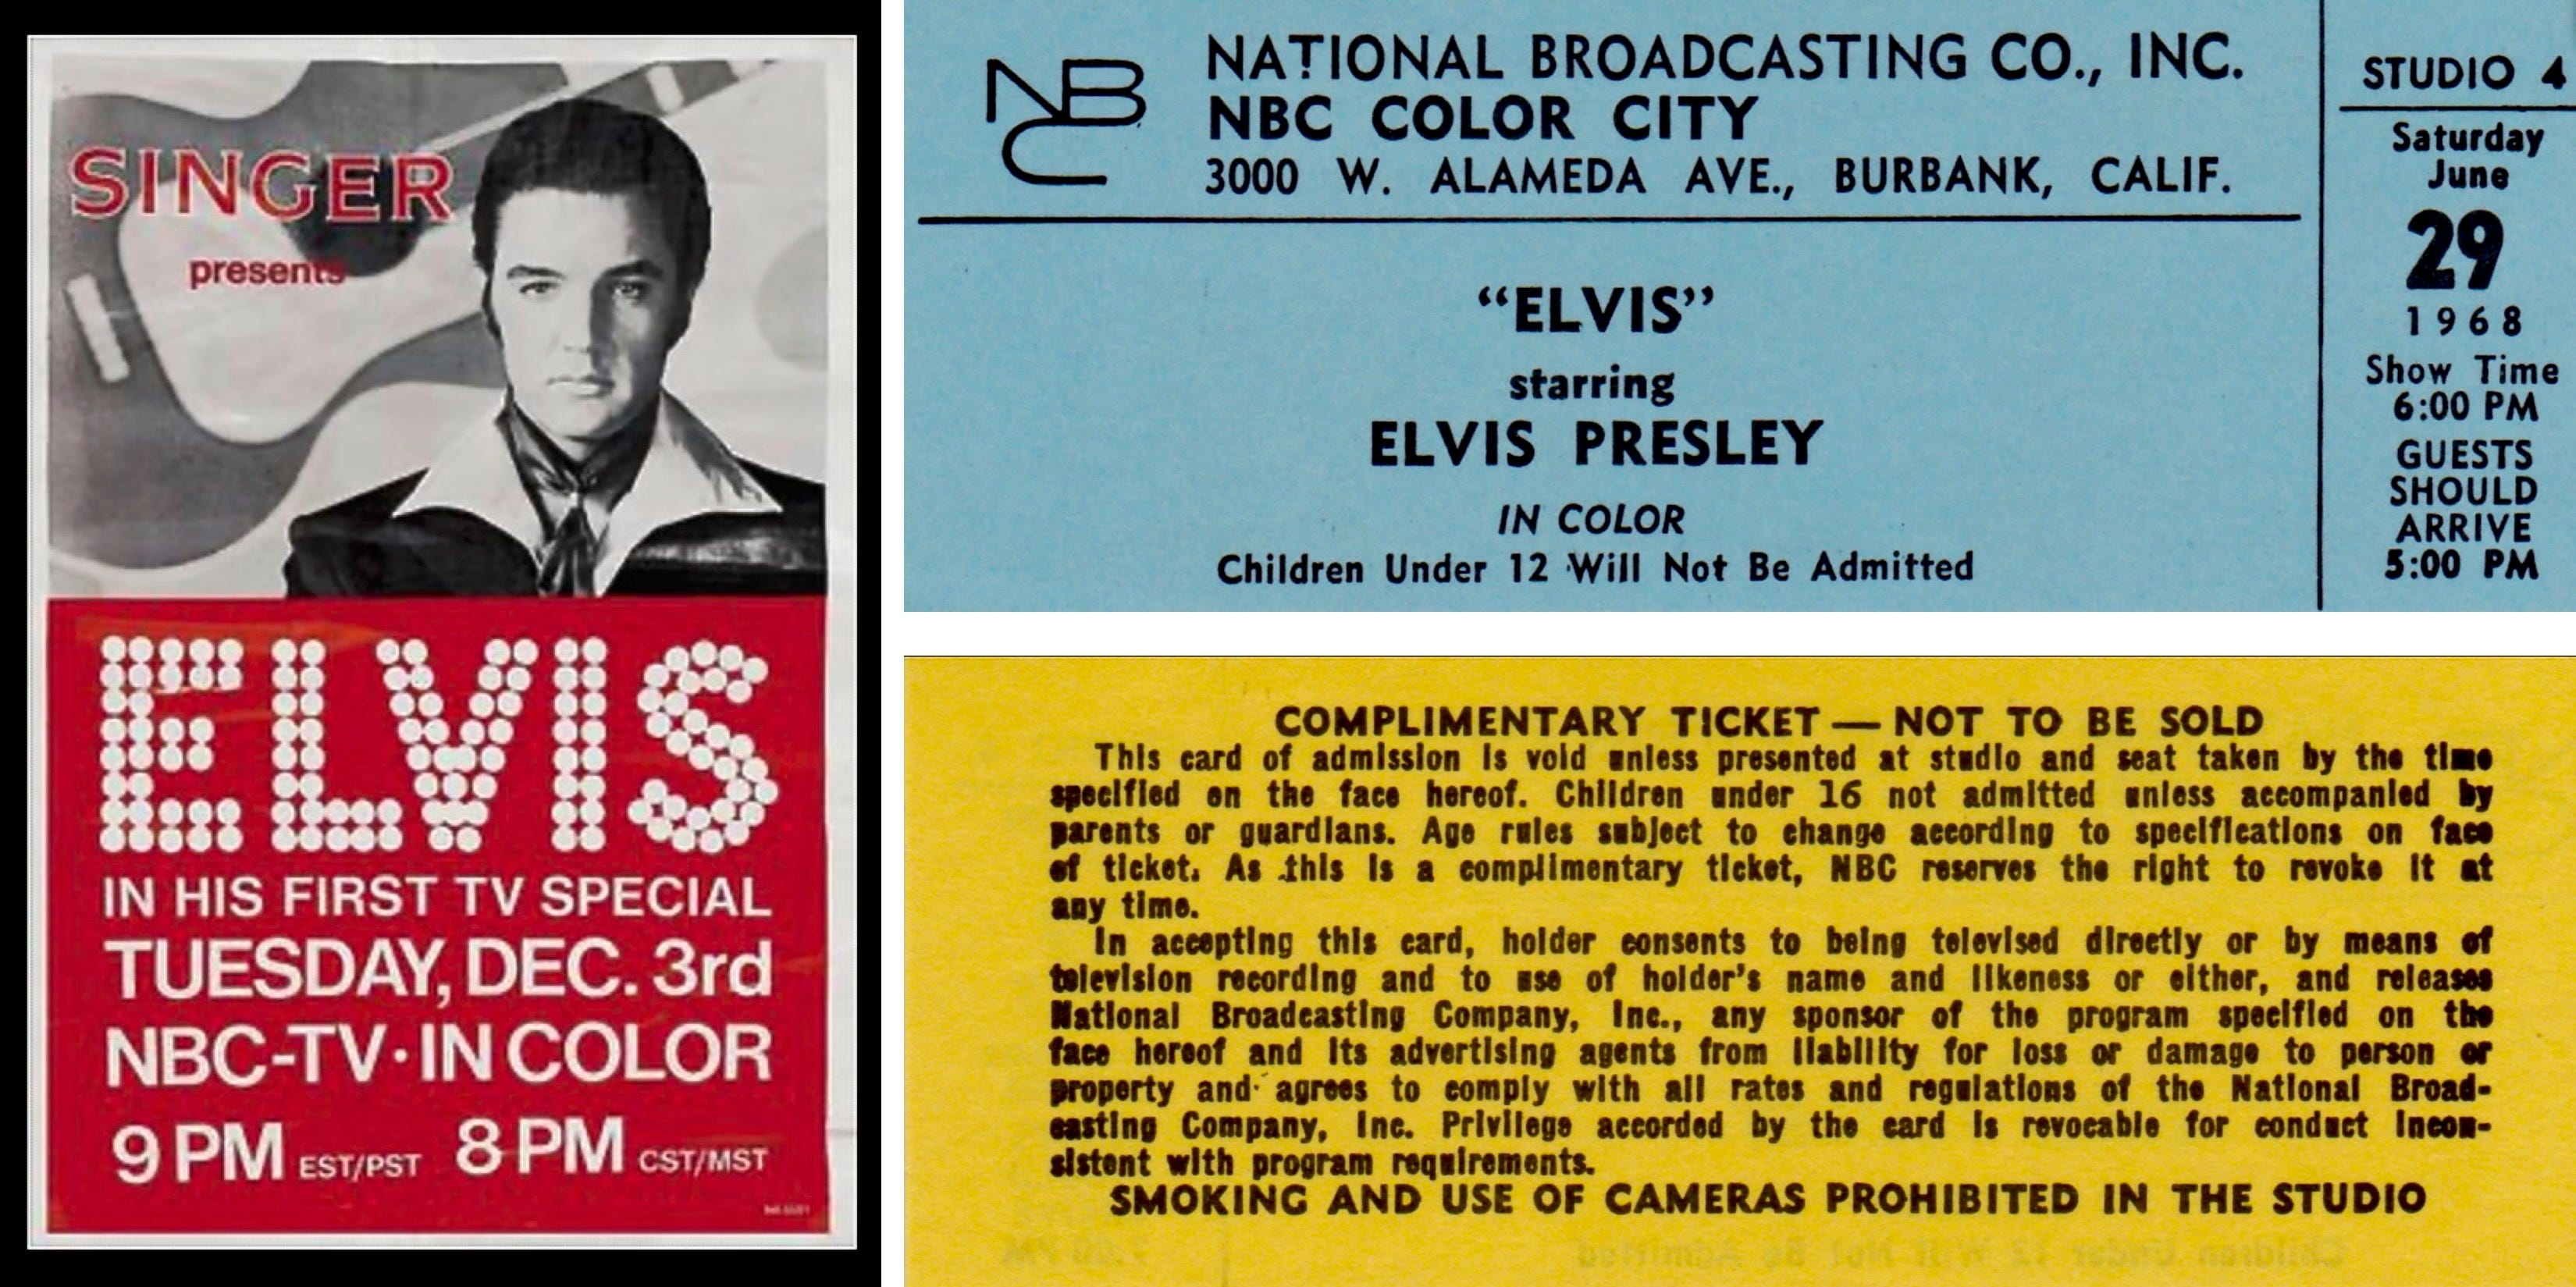 SINGER
presents
ELVIS
IN HIS FIRST TV SPECIAL
TUESDAY, DEC. 3rd
NBC-TV · IN COLOR
9 PM EST/PST 8 PM CST/MST
NBC
NATIONAL BROADCASTING CO., INC.
NBC COLOR CITY
3000 W. ALAMEDA AVE., BURBANK, CALIF.
"ELVIS"
starring
ELVIS PRESLEY
IN COLOR
Children Under 12 Will Not Be Admitted
STUDIO 4
Saturday
June
29
1968
Show Time
6:00 PM
GUESTS
SHOULD
ARRIVE
5:00 PM
COMPLIMENTARY TICKET — NOT TO BE SOLD
This card of admission is void unless presented at studio and seat taken by the time
specified on the face hereof. Children under 16 not admitted unless accompanied by
parents or guardians. Age rules subject to change according to specifications on face
of ticket. As this is a complimentary ticket, NBC reserves the right to revoke it at
any time.
In accepting this card, holder consents to being televised directly or by means of
television recording and to use of holder's name and likeness or either, and releases
National Broadcasting Company, Inc., any sponsor of the program specified on the
face hereof and its advertising agents from liability for loss or damage to person or
property and agrees to comply with all rates and regulations of the National Broad-
casting Company, Inc. Privilege accorded by the card is revocable for conduct incon-
sistent with program requirements.
SMOKING AND USE OF CAMERAS PROHIBITED IN THE STUDIO